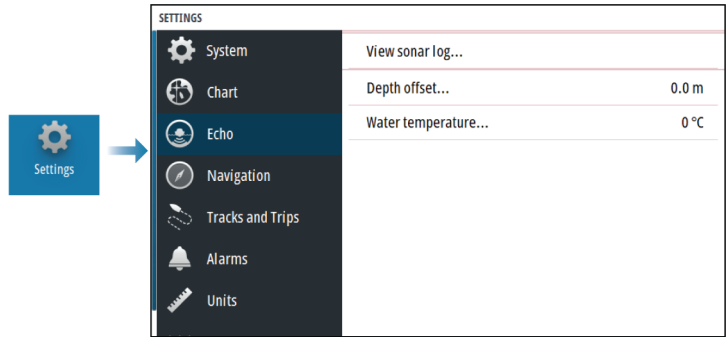 SETTINGS
Settings
System
Chart
Echo
Navigation
Tracks and Trips
Alarms
Units
View sonar log...
Depth offset... 0.0 m
Water temperature... 0 °C